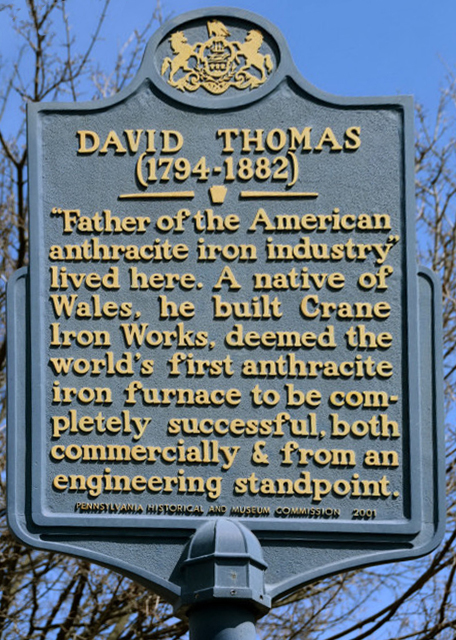 DAVID THOMAS
(1794-1882)
"Father of the American
anthracite iron industry"
lived here. A native of
Wales, he built Crane
Iron Works, deemed the
world's first anthracite
iron furnace to be com-
pletely successful, both
commercially & from an
engineering standpoint.
PENNSYLVANIA HISTORICAL AND MUSEUM COMMISSION 2001